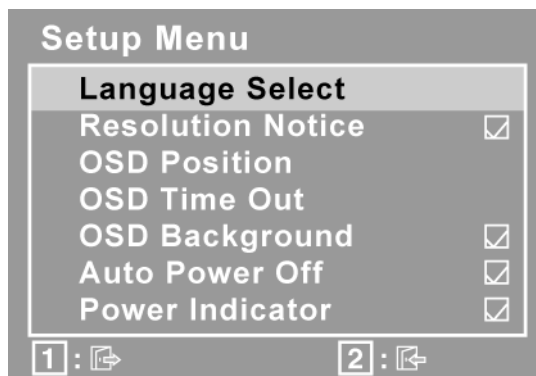 Setup Menu
Language Select
Resolution Notice
OSD Position
OSD Time Out
OSD Background
Auto Power Off
Power Indicator
1 : 2 :